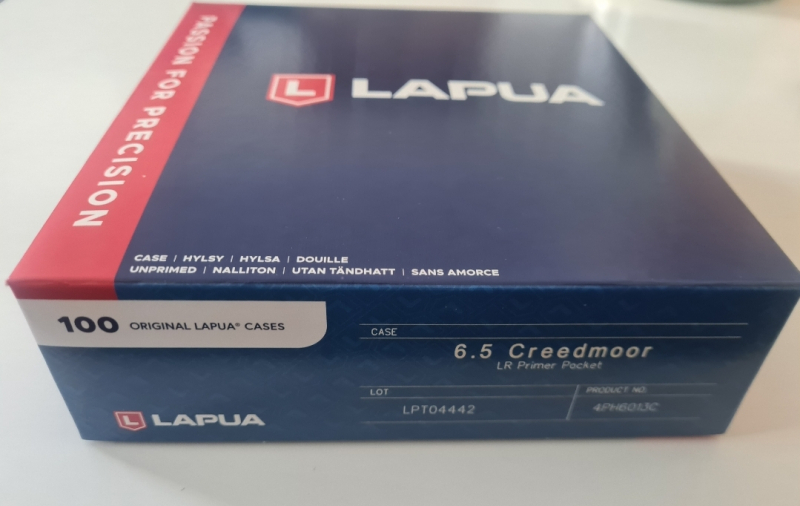 PASSION FOR PRECISION
LAPUA
CASE | HYLSY | HYLSA | DOUILLE
UNPRIMED | NALLITON | UTAN TÄNDHATT | SANS AMORCE
100 ORIGINAL LAPUA® CASES
CASE
6.5 Creedmoor
LR Primer Pocket
LOT
PRODUCT NO.
LPT04442
4PH6013C
LAPUA